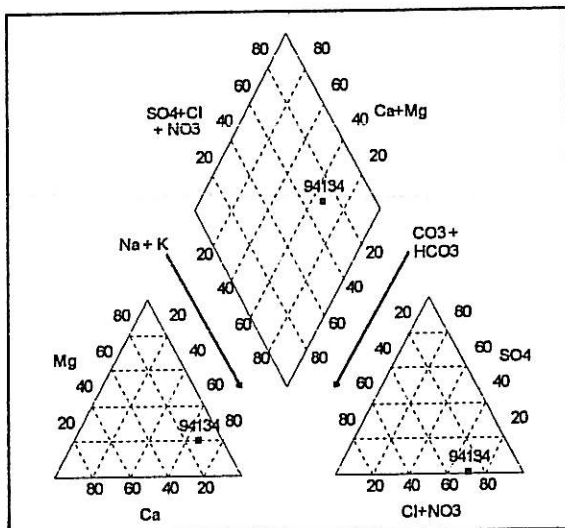 80 80
60 60
SO4+Cl
+ NO3
Ca+Mg
40 40
20 20
94134
Na+K
CO3+
HCO3
20 20
40 40
60 60
80 80
80 20
Mg
60 40
40 60
20 80
94134
80 60 40 20
Ca
20 80
40 60
SO4
60 40
80 20
94134
20 40 60 80
Cl+NO3